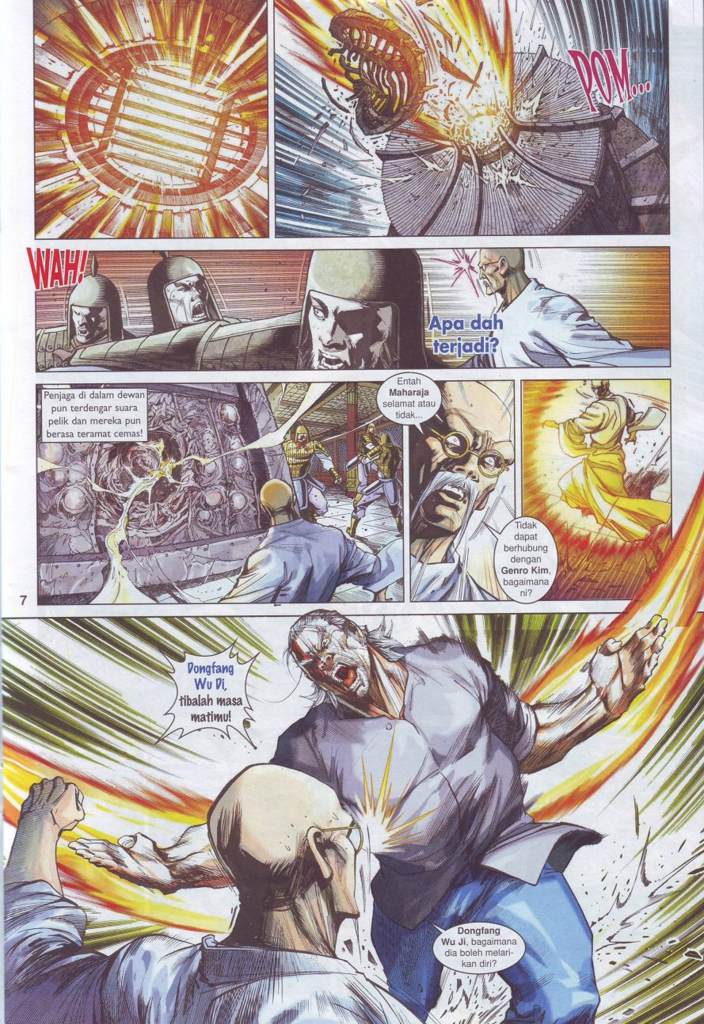 POM...
WAH!
Apa dah
terjadi?
Penjaga di dalam dewan
pun terdengar suara
pelik dan mereka pun
berasa teramat cemas!
Entah
Maharaja
selamat atau
tidak...
Tidak
dapat
berhubung
dengan
Genro Kim,
bagaimana
ni?
7
Dongfang
Wu Di,
tibalah masa
matimu!
Dongfang
Wu Ji, bagaimana
dia boleh melari-
kan diri?